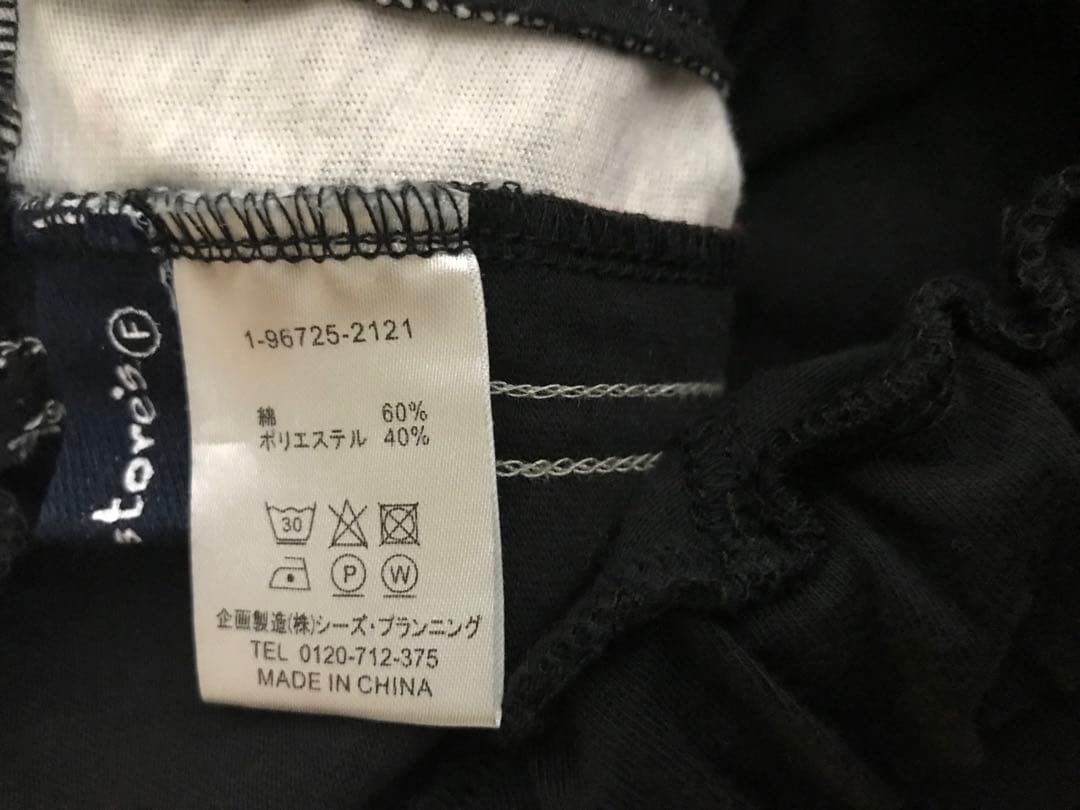 store's F
1-96725-2121
綿 60%
ポリエステル 40%
30
P W
企画製造(株)シーズ・プランニング
TEL 0120-712-375
MADE IN CHINA